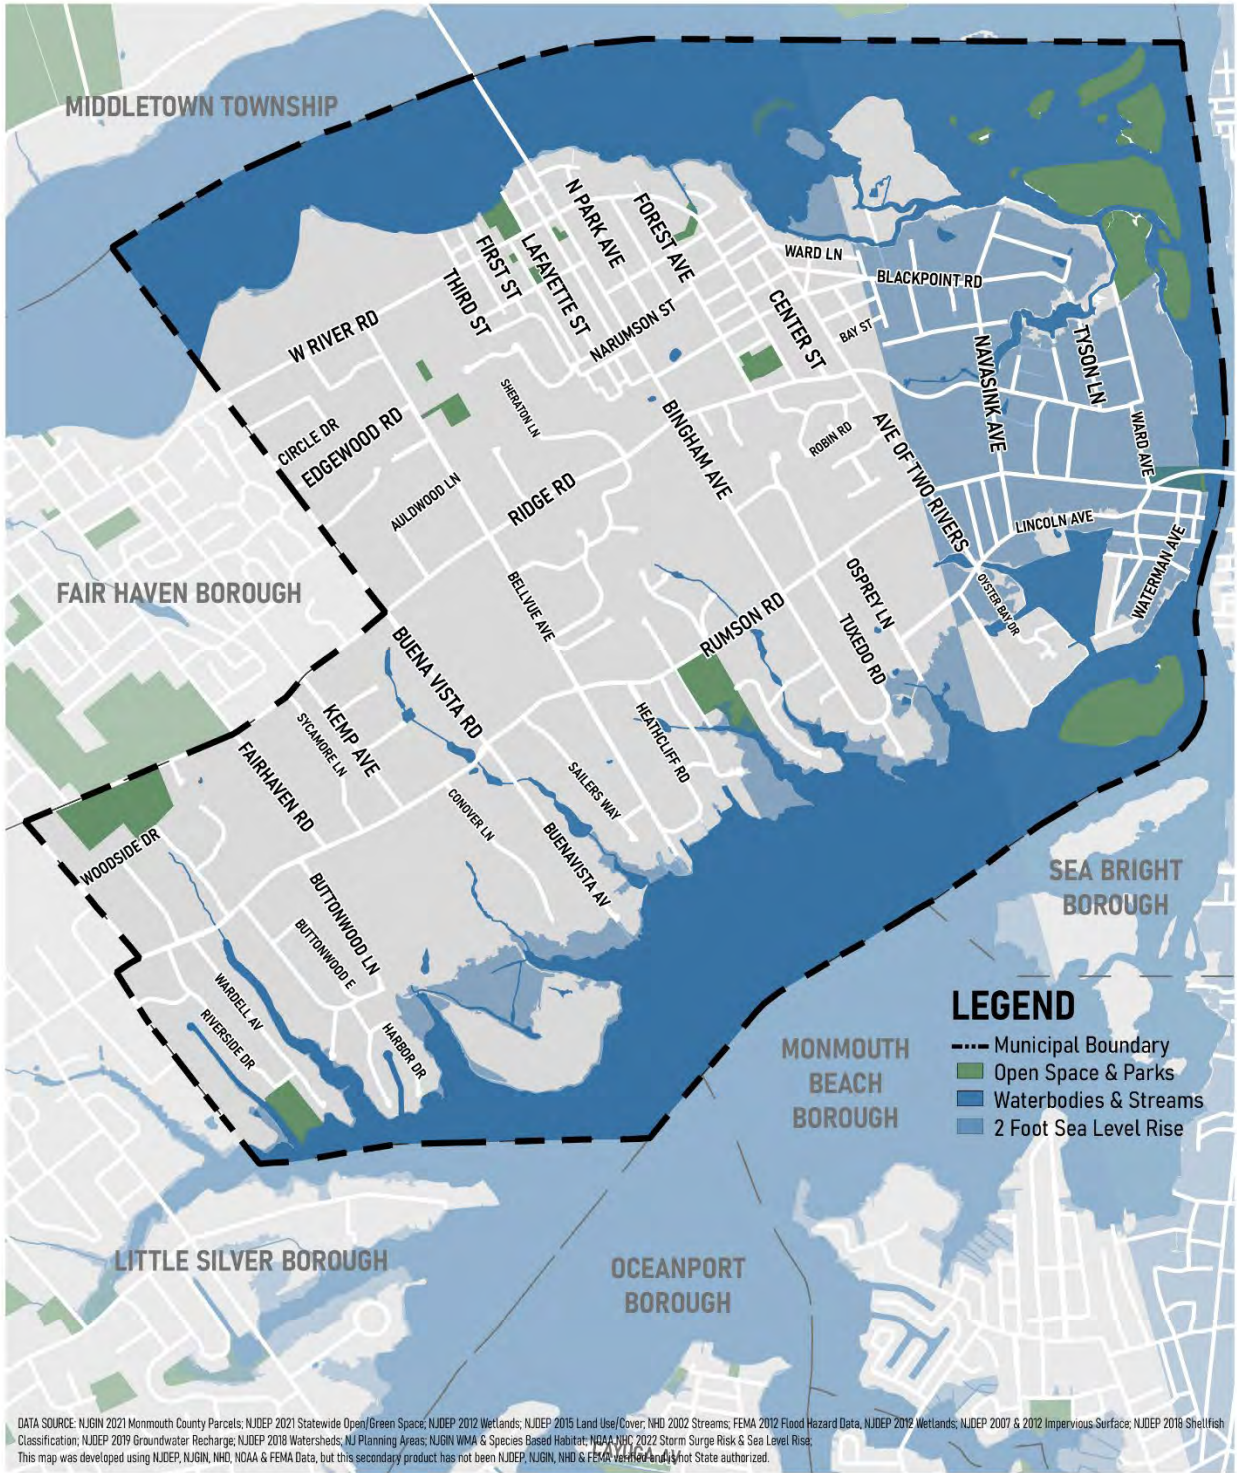 MIDDLETOWN TOWNSHIP
N PARK AVE
FOREST AVE
FIRST ST
LAFAYETTE ST
THIRD ST
WARD LN
BLACKPOINT RD
W RIVER RD
NARUMSON ST
CENTER ST
BAY ST
NAVASINK AVE
TYSON LN
SHERATON LN
CIRCLE DR
EDGEWOOD RD
BINGHAM AVE
ROBIN RD
AVE OF TWO RIVERS
WARD AVE
AULDWOOD LN
RIDGE RD
LINCOLN AVE
WATERMAN AVE
FAIR HAVEN BOROUGH
BELLVUE AVE
OSPREY LN
OYSTER BAY DR
RUMSON RD
TUXEDO RD
BUENA VISTA RD
KEMP AVE
SYCAMORE LN
HEATHCLIFF RD
FAIRHAVEN RD
SAILERS WAY
CONOVER LN
WOODSIDE DR
BUENAVISTA AV
BUTTONWOOD LN
BUTTONWOOD E
SEA BRIGHT
BOROUGH
WARDELL AV
RIVERSIDE DR
HARBOR DR
MONMOUTH
BEACH
BOROUGH
LEGEND
Municipal Boundary
Open Space & Parks
Waterbodies & Streams
2 Foot Sea Level Rise
LITTLE SILVER BOROUGH
OCEANPORT
BOROUGH
DATA SOURCE: NJGIN 2021 Monmouth County Parcels; NJDEP 2021 Statewide Open/Green Space; NJDEP 2012 Wetlands; NJDEP 2015 Land Use/Cover; NHD 2002 Streams; FEMA 2012 Flood Hazard Data, NJDEP 2012 Wetlands; NJDEP 2007 & 2012 Impervious Surface; NJDEP 2018 Shellfish
Classification; NJDEP 2019 Groundwater Recharge; NJDEP 2018 Watersheds; NJ Planning Areas; NJGIN WMA & Species Based Habitat; NOAA NHC 2022 Storm Surge Risk & Sea Level Rise;
This map was developed using NJDEP, NJGIN, NHD, NOAA & FEMA Data, but this secondary product has not been NJDEP, NJGIN, NHD & FEMA verified and is not State authorized.